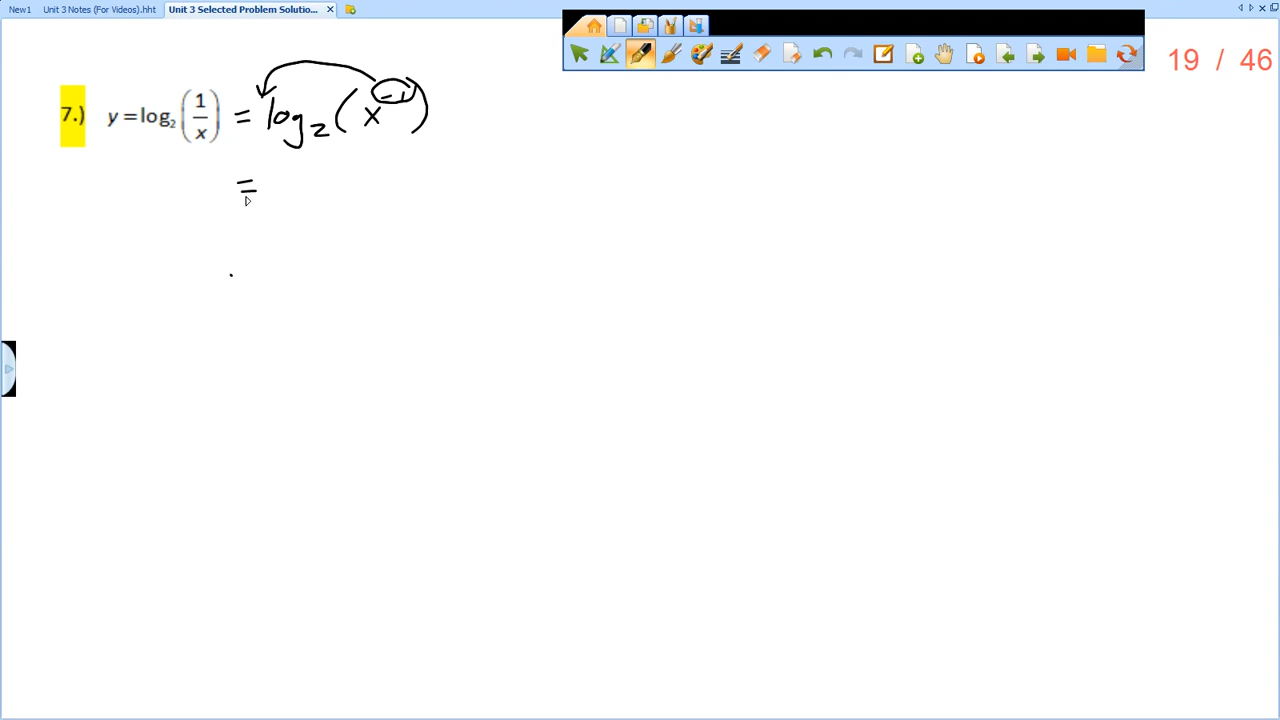 New1 Unit 3 Notes (For Videos).hht Unit 3 Selected Problem Solutio...
19 / 46
7.) y = log₂(1/x) = log₂(x⁻¹)
=